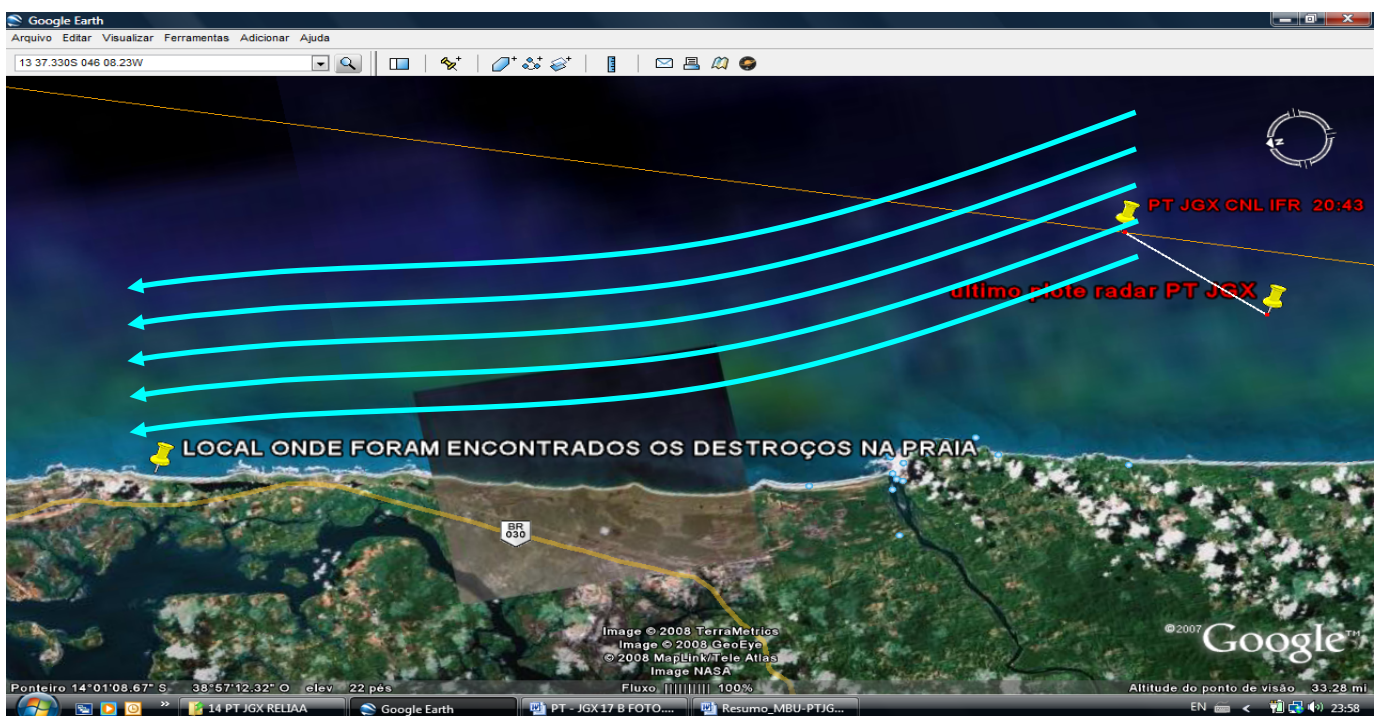 Google Earth
Arquivo Editar Visualizar Ferramentas Adicionar Ajuda
13 37.330S 046 08.23W
N
PT JGX CNL IFR 20:43
ultimo plote radar PT JGX
LOCAL ONDE FORAM ENCONTRADOS OS DESTROÇOS NA PRAIA
BR
030
Image © 2008 TerraMetrics
Image © 2008 GeoEye
© 2008 MapLink/Tele Atlas
Image NASA
©2007 Google™
Ponteiro 14°01'08.67" S 38°57'12.32" O elev 22 pés Fluxo 100% Altitude do ponto de visão 33.28 mi
14 PT JGX RELIAA Google Earth PT - JGX17 B FOTO.... Resumo_MBU-PTJG... EN 23:58